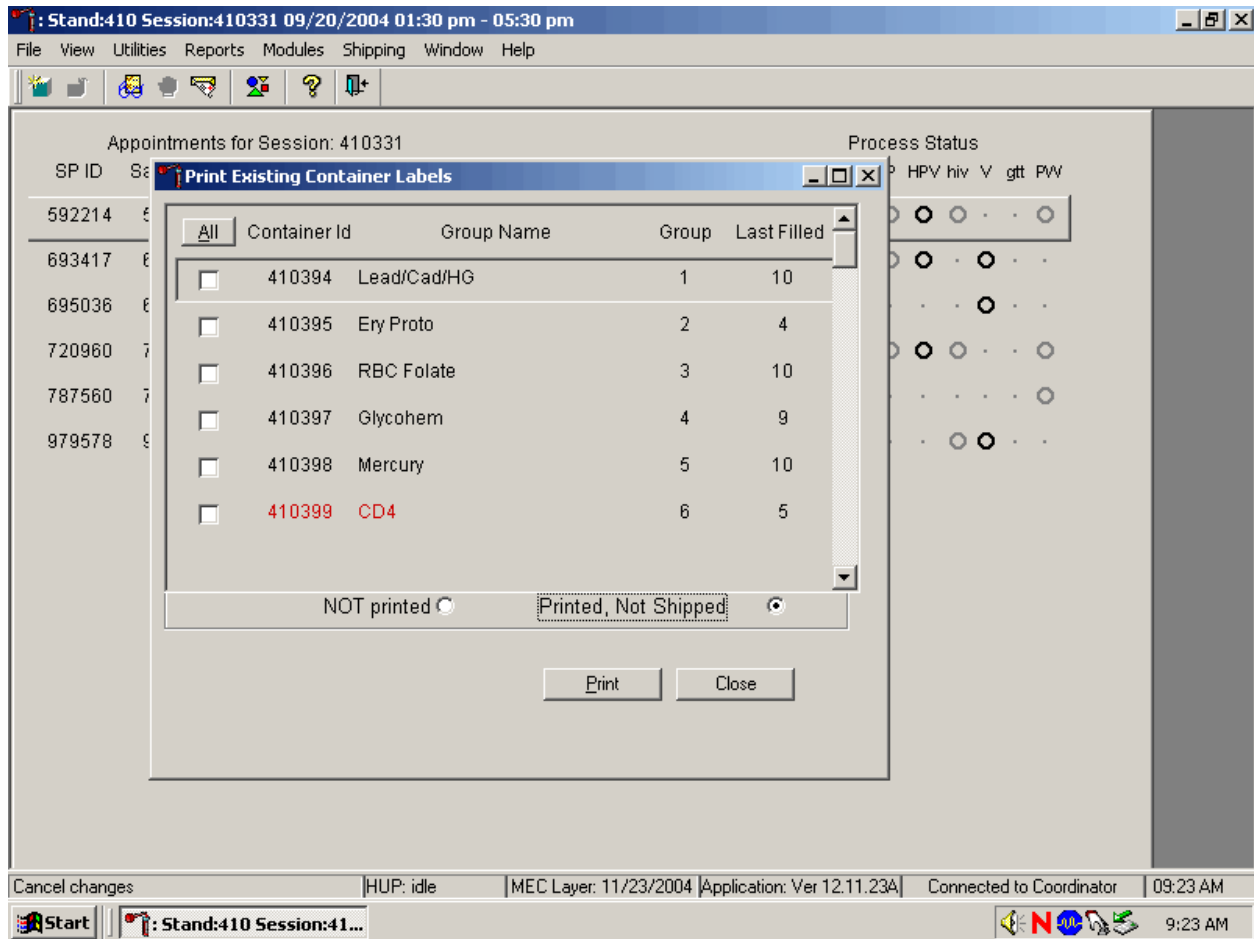 : Stand:410 Session:410331 09/20/2004 01:30 pm - 05:30 pm
File View Utilities Reports Modules Shipping Window Help
Appointments for Session: 410331 Process Status
SP ID HPV hiv V gtt PW
Print Existing Container Labels
592214
693417
695036
720960
787560
979578
All Container Id Group Name Group Last Filled
410394 Lead/Cad/HG 1 10
410395 Ery Proto 2 4
410396 RBC Folate 3 10
410397 Glycohem 4 9
410398 Mercury 5 10
410399 CD4 6 5
NOT printed Printed, Not Shipped
Print Close
Cancel changes HUP: idle MEC Layer: 11/23/2004 Application: Ver 12.11.23A Connected to Coordinator 09:23 AM
Start : Stand:410 Session:41... N 9:23 AM